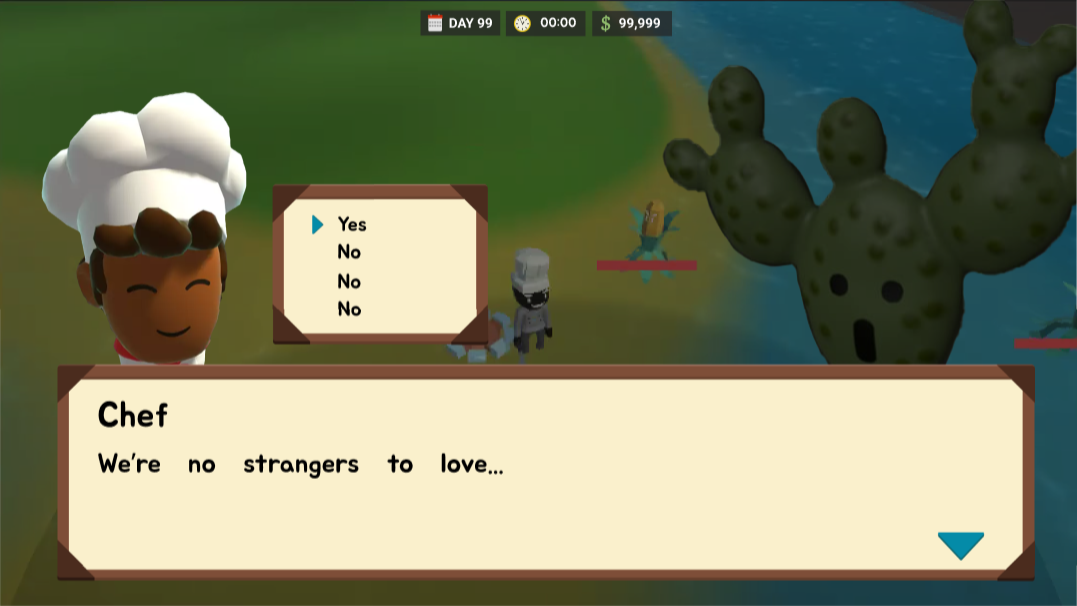 DAY 99 00:00 $ 99,999
Yes
No
No
No
Chef
We're no strangers to love...